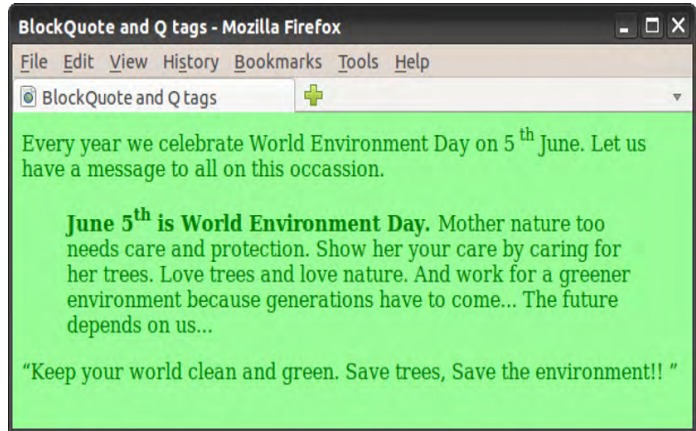 BlockQuote and Q tags - Mozilla Firefox
File Edit View History Bookmarks Tools Help
BlockQuote and Q tags
Every year we celebrate World Environment Day on 5 th June. Let us
have a message to all on this occassion.
June 5th is World Environment Day. Mother nature too
needs care and protection. Show her your care by caring for
her trees. Love trees and love nature. And work for a greener
environment because generations have to come... The future
depends on us...
“Keep your world clean and green. Save trees, Save the environment!! ”